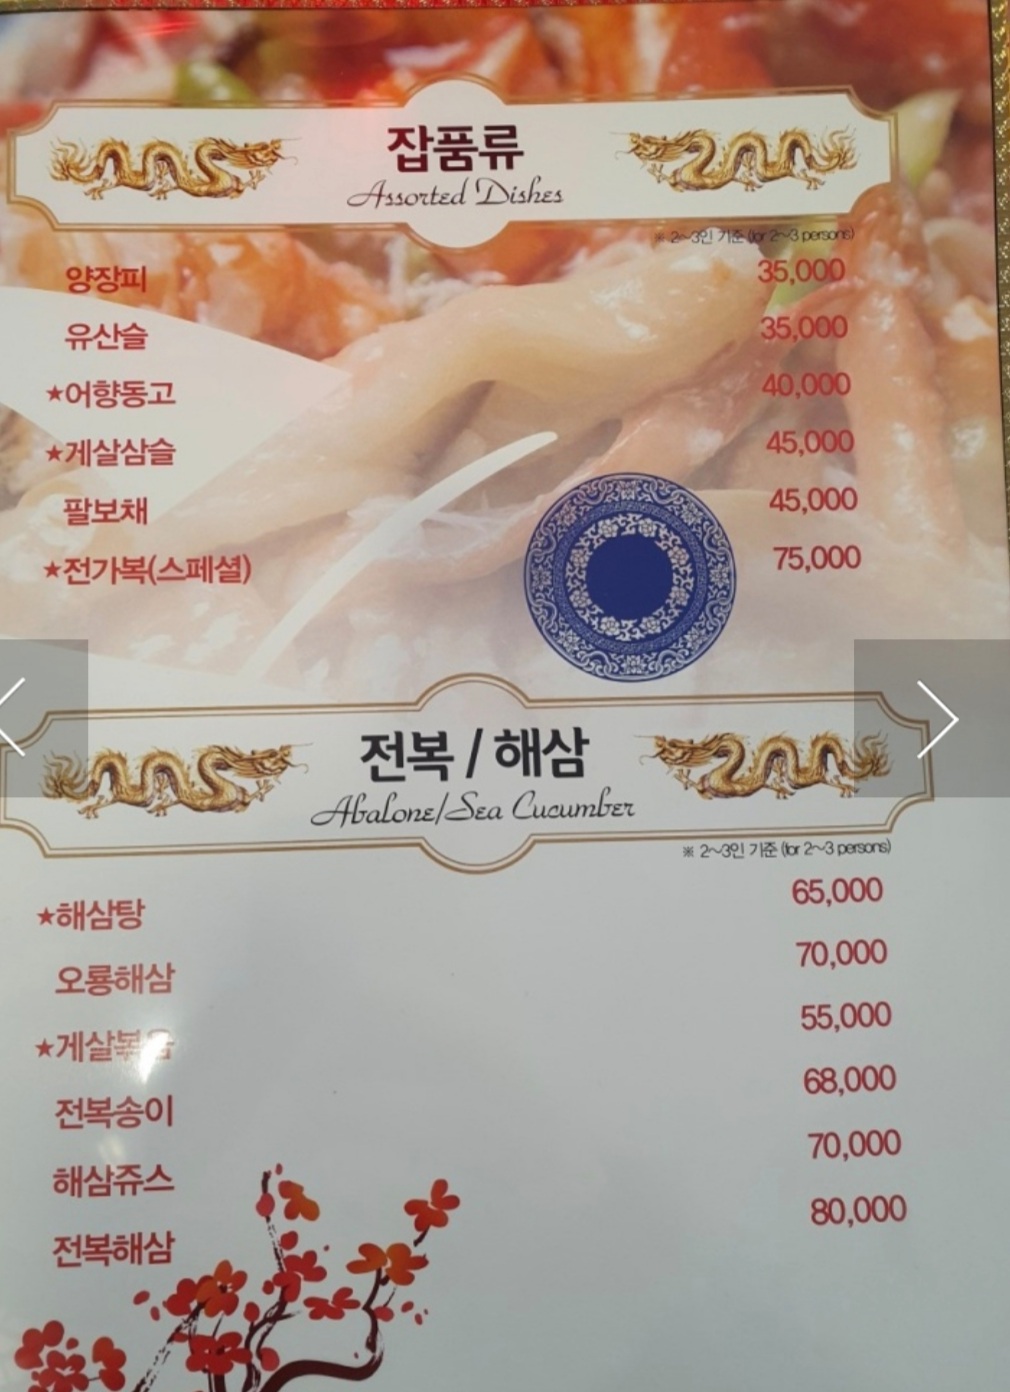 잡품류
Assorted Dishes
※ 2~3인 기준 (for 2~3 persons)
양장피 35,000
유산슬 35,000
★어향동고 40,000
★게살삼슬 45,000
팔보채 45,000
★전가복(스페셜) 75,000
전복 / 해삼
Abalone/Sea Cucumber
※ 2~3인 기준 (for 2~3 persons)
★해삼탕 65,000
오룡해삼 70,000
★게살볶음 55,000
전복송이 68,000
해삼쥬스 70,000
전복해삼 80,000